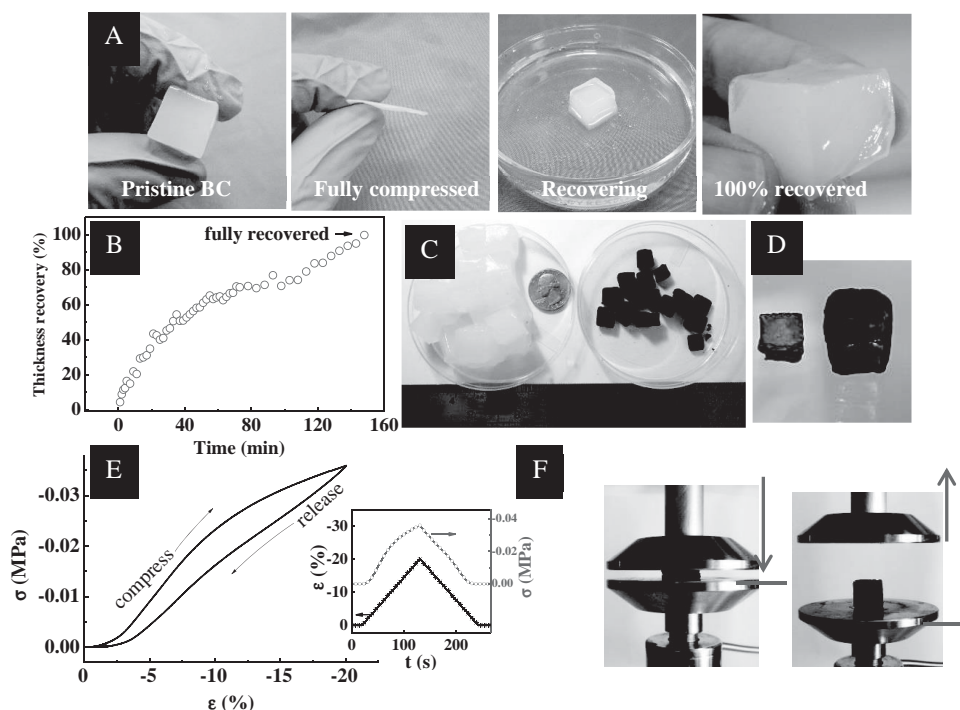 A
Pristine BC
Fully compressed
Recovering
100% recovered
B
fully recovered
Thickness recovery (%)
100
80
60
40
20
0
0 40 80 120 160
Time (min)
C
D
E
σ (MPa)
-0.03
-0.02
-0.01
0.00
0 -5 -10 -15 -20
ε (%)
compress
release
ε (%)
-30
-20
-10
0
0 100 200
t (s)
-0.04
-0.02
0.00
σ (MPa)
F